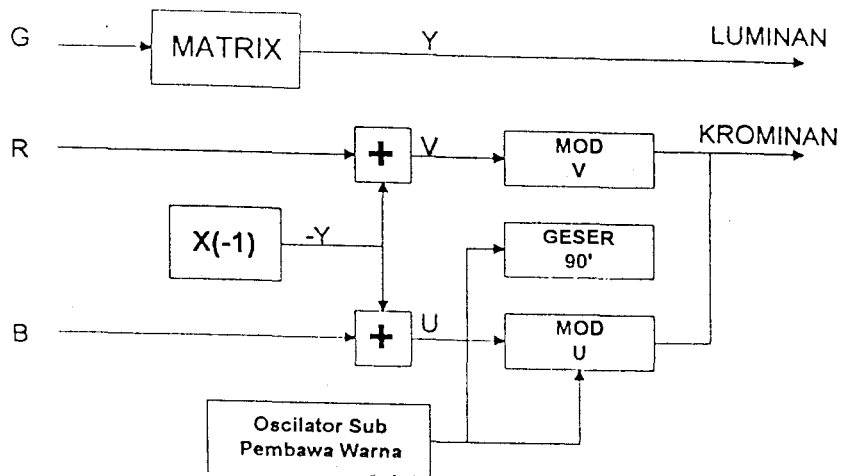 G
MATRIX
Y
LUMINAN
R
+
V
MOD
V
KROMINAN
X(-1)
-Y
GESER
90'
B
+
U
MOD
U
Oscilator Sub
Pembawa Warna